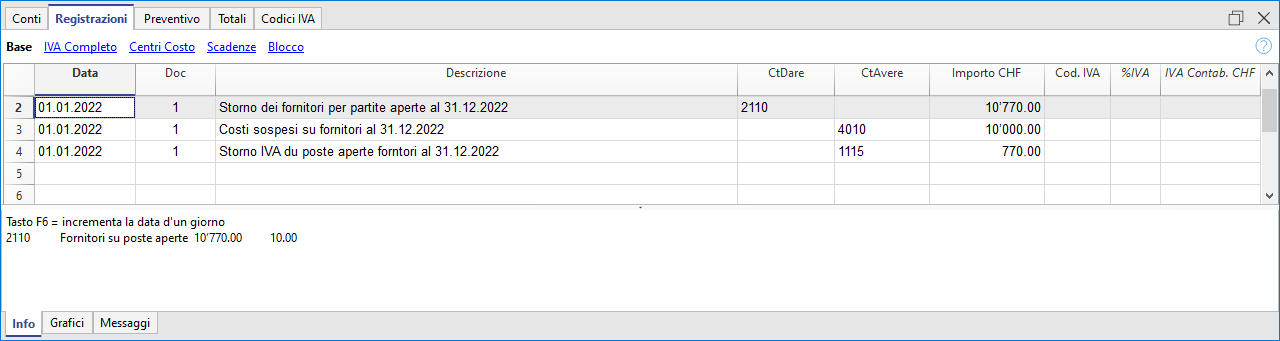 Conti Registrazioni Preventivo Totali Codici IVA
Base IVA Completo Centri Costo Scadenze Blocco ?
Data Doc Descrizione CtDare CtAvere Importo CHF Cod. IVA %IVA IVA Contab. CHF
2 01.01.2022 1 Storno dei fornitori per partite aperte al 31.12.2022 2110 10'770.00
3 01.01.2022 1 Costi sospesi su fornitori al 31.12.2022 4010 10'000.00
4 01.01.2022 1 Storno IVA du poste aperte forntori al 31.12.2022 1115 770.00
5
6
Tasto F6 = incrementa la data d'un giorno
2110 Fornitori su poste aperte 10'770.00 10.00
Info Grafici Messaggi